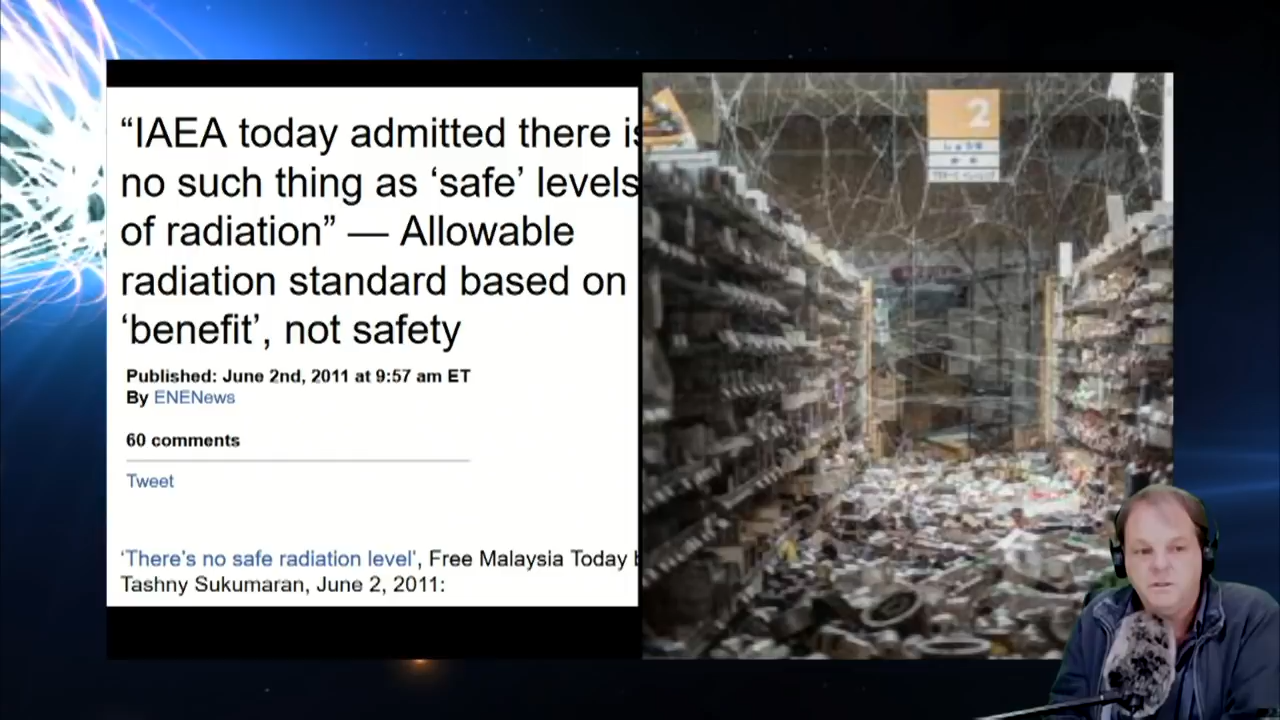 “IAEA today admitted there is
no such thing as ‘safe’ levels
of radiation” — Allowable
radiation standard based on
‘benefit’, not safety
Published: June 2nd, 2011 at 9:57 am ET
By ENENews
60 comments
Tweet
‘There’s no safe radiation level’, Free Malaysia Today
Tashny Sukumaran, June 2, 2011:
2